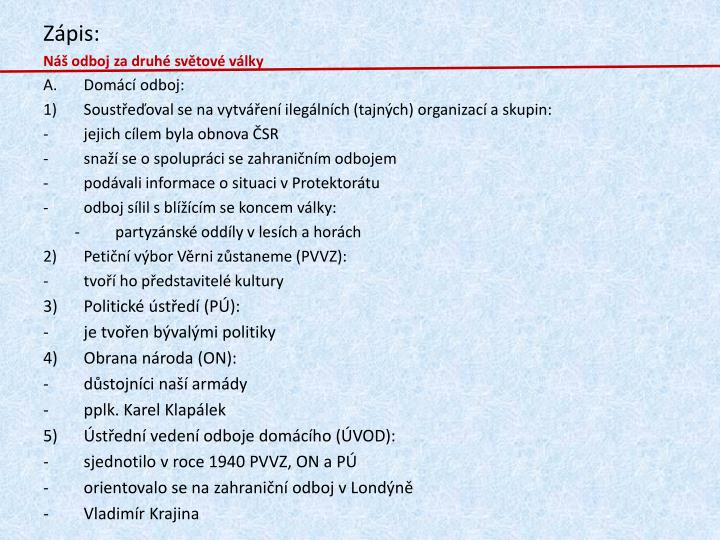 Zápis:
Náš odboj za druhé světové války
A. Domácí odboj:
1) Soustřeďoval se na vytváření ilegálních (tajných) organizací a skupin:
- jejich cílem byla obnova ČSR
- snaží se o spolupráci se zahraničním odbojem
- podávali informace o situaci v Protektorátu
- odboj sílil s blížícím se koncem války:
- partyzánské oddíly v lesích a horách
2) Petiční výbor Věrni zůstaneme (PVVZ):
- tvoří ho představitelé kultury
3) Politické ústředí (PÚ):
- je tvořen bývalými politiky
4) Obrana národa (ON):
- důstojníci naší armády
- pplk. Karel Klapálek
5) Ústřední vedení odboje domácího (ÚVOD):
- sjednotilo v roce 1940 PVVZ, ON a PÚ
- orientovalo se na zahraniční odboj v Londýně
- Vladimír Krajina